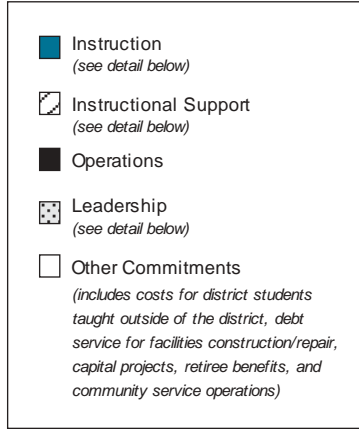 Instruction
(see detail below)
Instructional Support
(see detail below)
Operations
Leadership
(see detail below)
Other Commitments
(includes costs for district students
taught outside of the district, debt
service for facilities construction/repair,
capital projects, retiree benefits, and
community service operations)